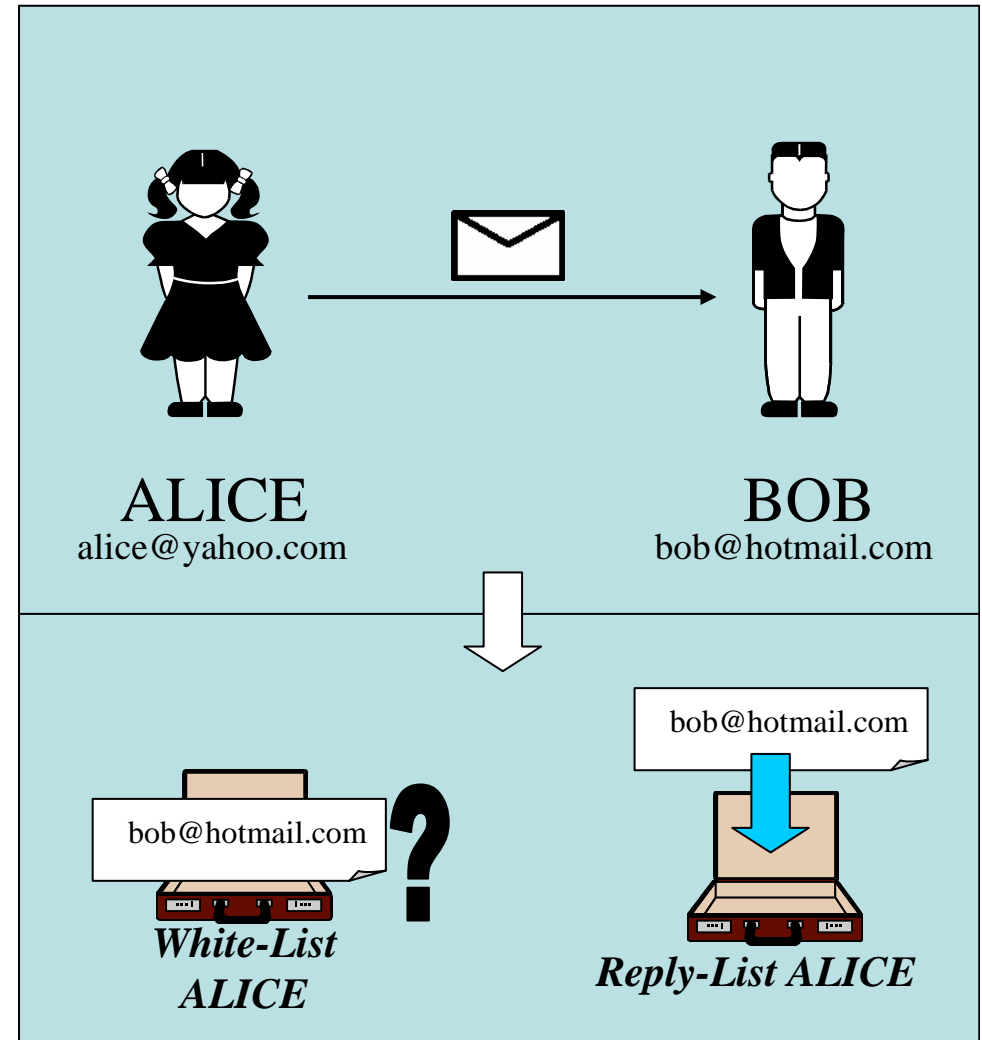 ALICE
alice@yahoo.com
BOB
bob@hotmail.com
bob@hotmail.com
?
White-List
ALICE
bob@hotmail.com
Reply-List ALICE